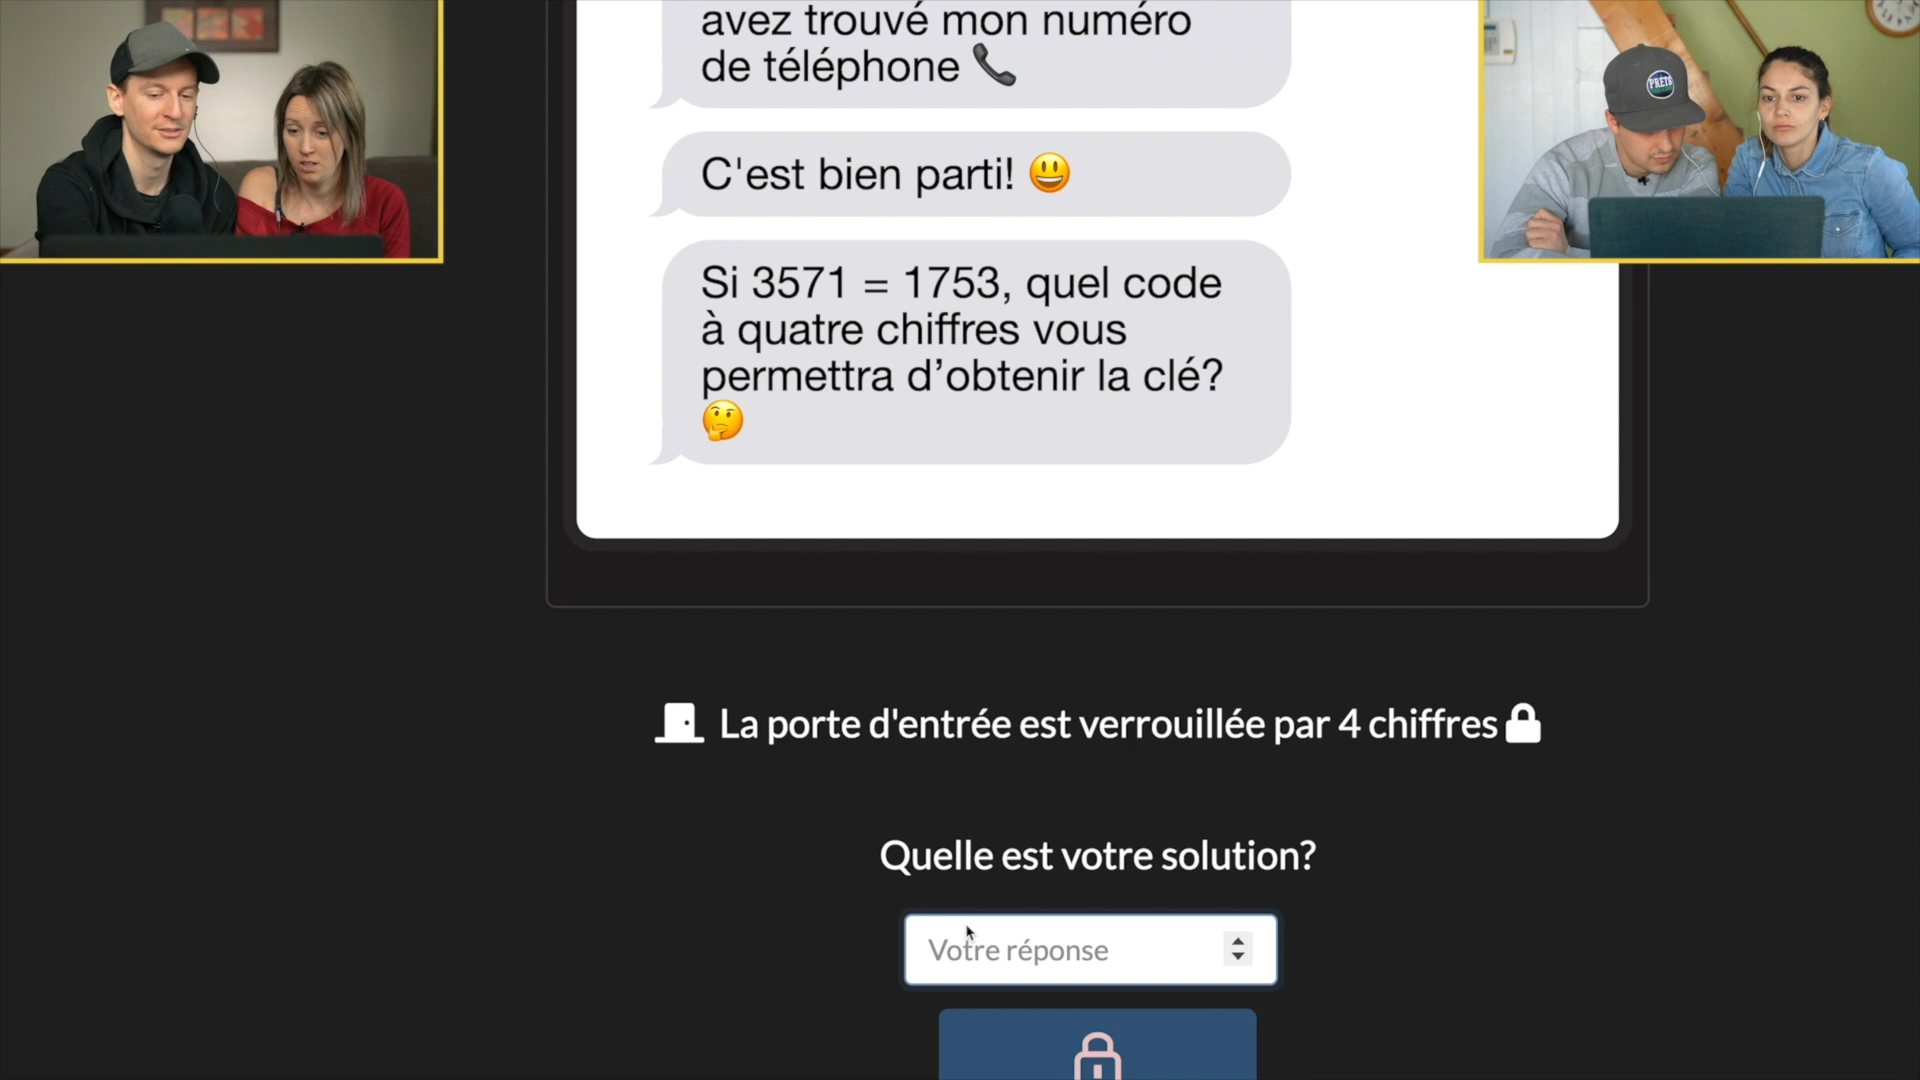 avez trouvé mon numéro
de téléphone 📞
C'est bien parti! 😃
Si 3571 = 1753, quel code
à quatre chiffres vous
permettra d’obtenir la clé?
🤔
La porte d'entrée est verrouillée par 4 chiffres
Quelle est votre solution?
Votre réponse
PRÊTS